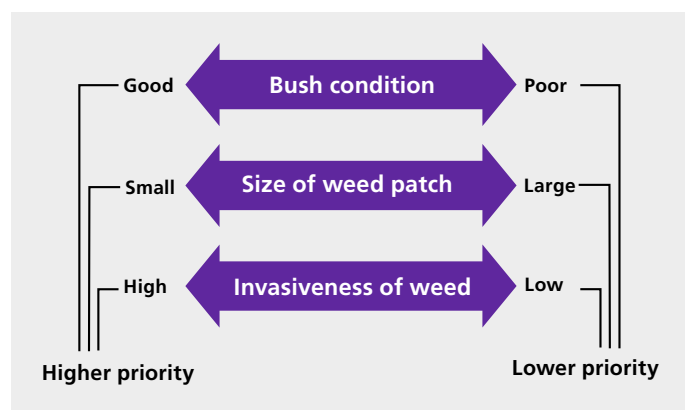 Good Bush condition Poor
Small Size of weed patch Large
High Invasiveness of weed Low
Higher priority Lower priority